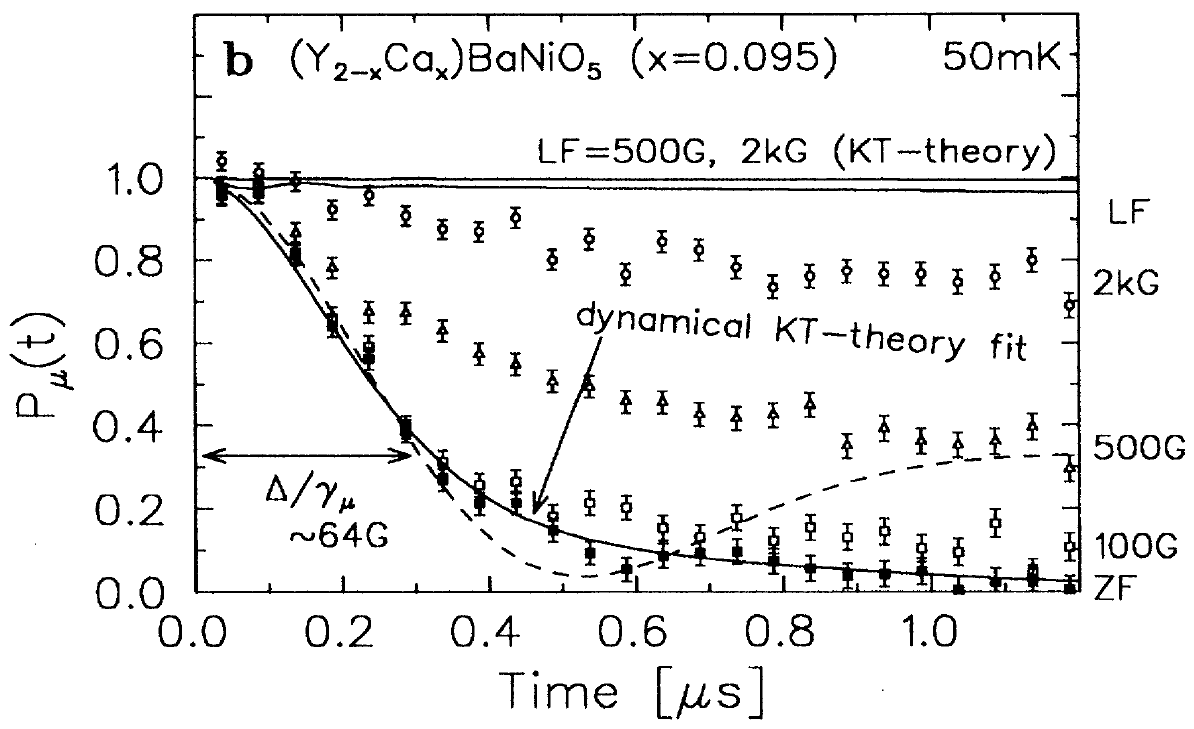 b (Y2−xCax)BaNiO5 (x=0.095) 50mK
LF=500G, 2kG (KT−theory)
1.0
LF
0.8
2kG
dynamical KT−theory fit
0.6
Pμ(t)
0.4
500G
Δ/γμ
~64G
0.2
100G
0.0
ZF
0.0 0.2 0.4 0.6 0.8 1.0
Time [μs]